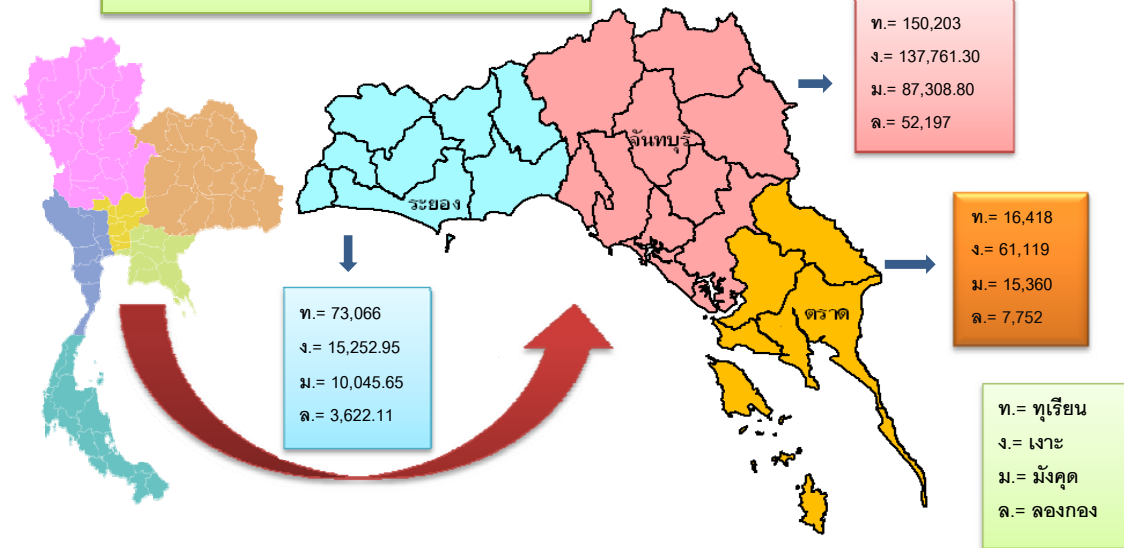 ท.= 150,203
ง.= 137,761.30
ม.= 87,308.80
ล.= 52,197
จันทบุรี
ระยอง
ท.= 16,418
ง.= 61,119
ม.= 15,360
ล.= 7,752
ตราด
ท.= 73,066
ง.= 15,252.95
ม.= 10,045.65
ล.= 3,622.11
ท.= ทุเรียน
ง.= เงาะ
ม.= มังคุด
ล.= ลองกอง